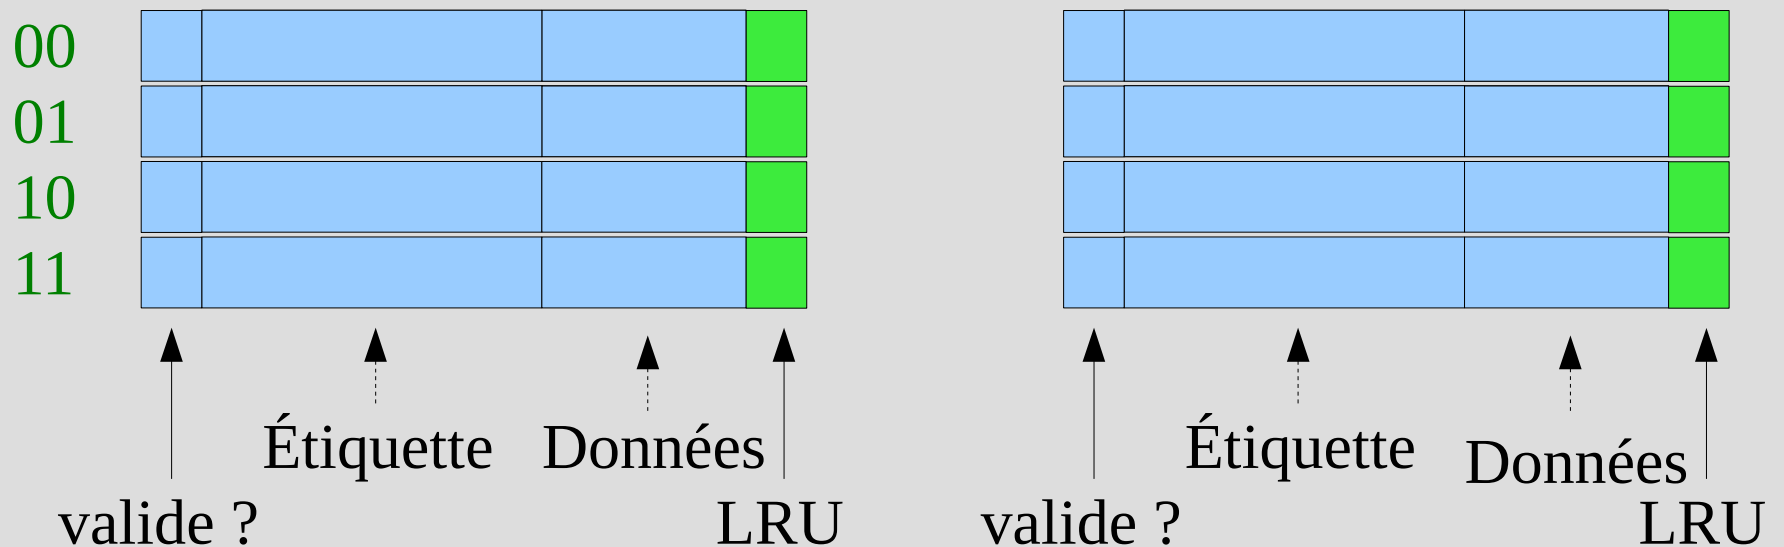 00
01
10
11
Étiquette Données Étiquette Données
valide ? LRU valide ? LRU